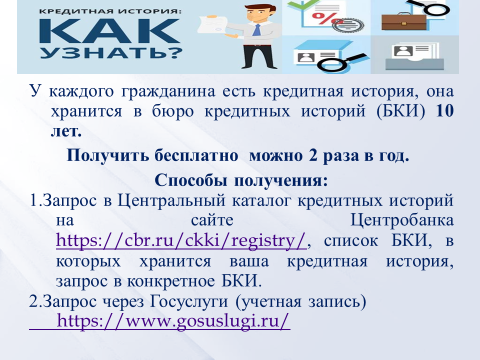 КРЕДИТНАЯ ИСТОРИЯ:
КАК
УЗНАТЬ?
У каждого гражданина есть кредитная история, она
хранится в бюро кредитных историй (БКИ) 10
лет.
Получить бесплатно можно 2 раза в год.
Способы получения:
1.Запрос в Центральный каталог кредитных историй
на сайте Центробанка
https://cbr.ru/ckki/registry/, список БКИ, в
которых хранится ваша кредитная история,
запрос в конкретное БКИ.
2.Запрос через Госуслуги (учетная запись)
https://www.gosuslugi.ru/